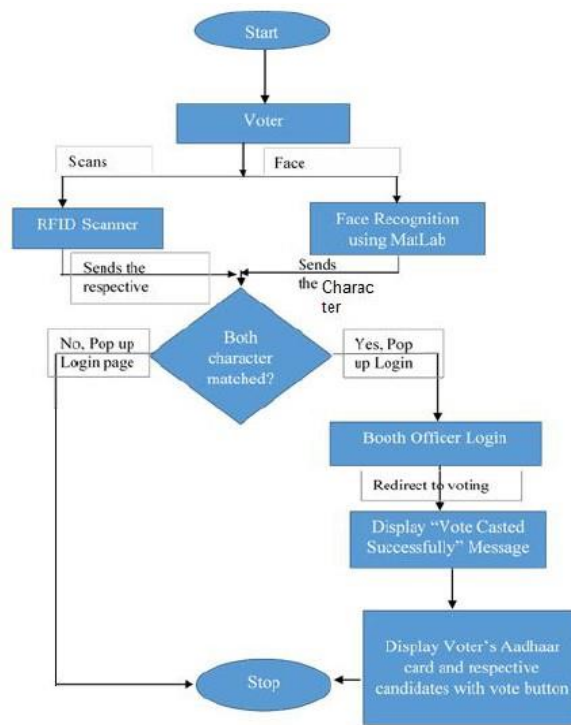 Start
Voter
Scans
Face
RFID Scanner
Face Recognition
using MatLab
Sends the
respective
Sends
the Charac
ter
No, Pop up
Login page
Both
character
matched?
Yes, Pop
up Login
Booth Officer Login
Redirect to voting
Display “Vote Casted
Successfully” Message
Display Voter’s Aadhaar
card and respective
candidates with vote button
Stop